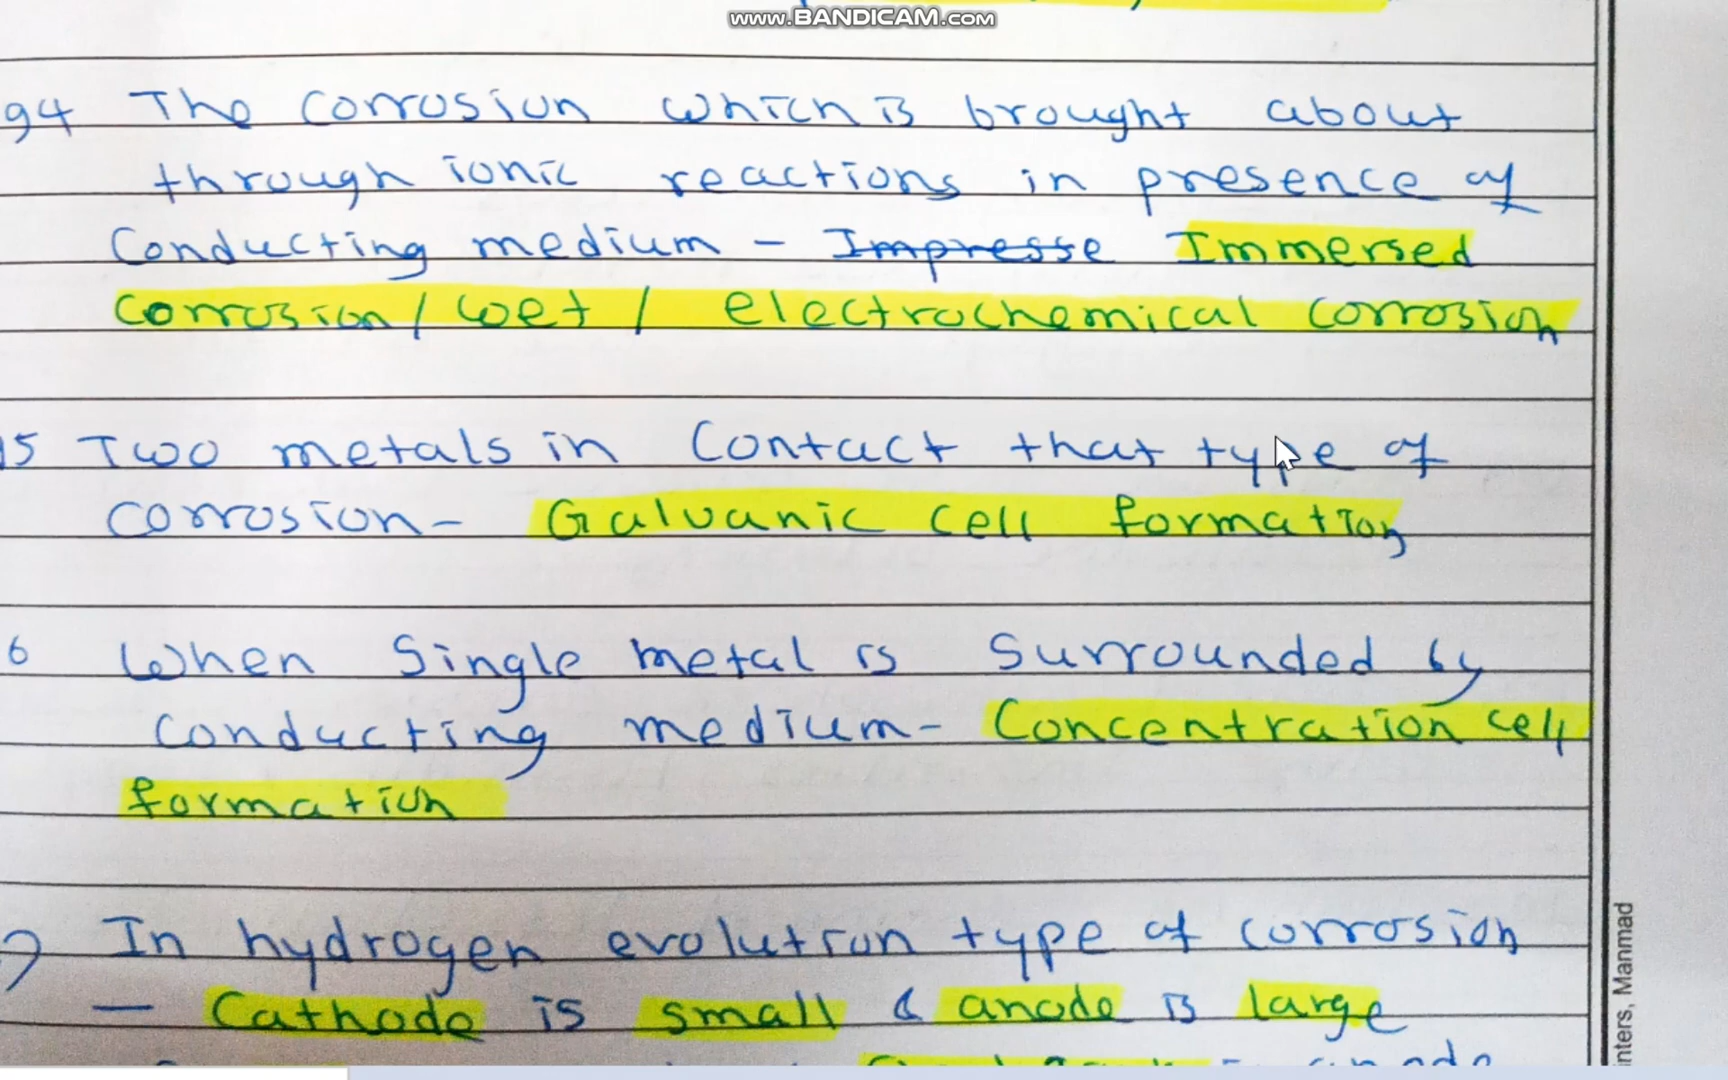 www.BANDICAM.com
94 The corrosion which is brought about
through ionic reactions in presence of
Conducting medium - Impresse Immersed
corrosion / wet / electrochemical corrosion
Two metals in Contact that type of
corrosion - Galvanic cell formation
6 When Single metal is Surrounded by
conducting medium - Concentration cell
formation
In hydrogen evolution type of corrosion
- Cathode is small & anode is large
inters, Manmad